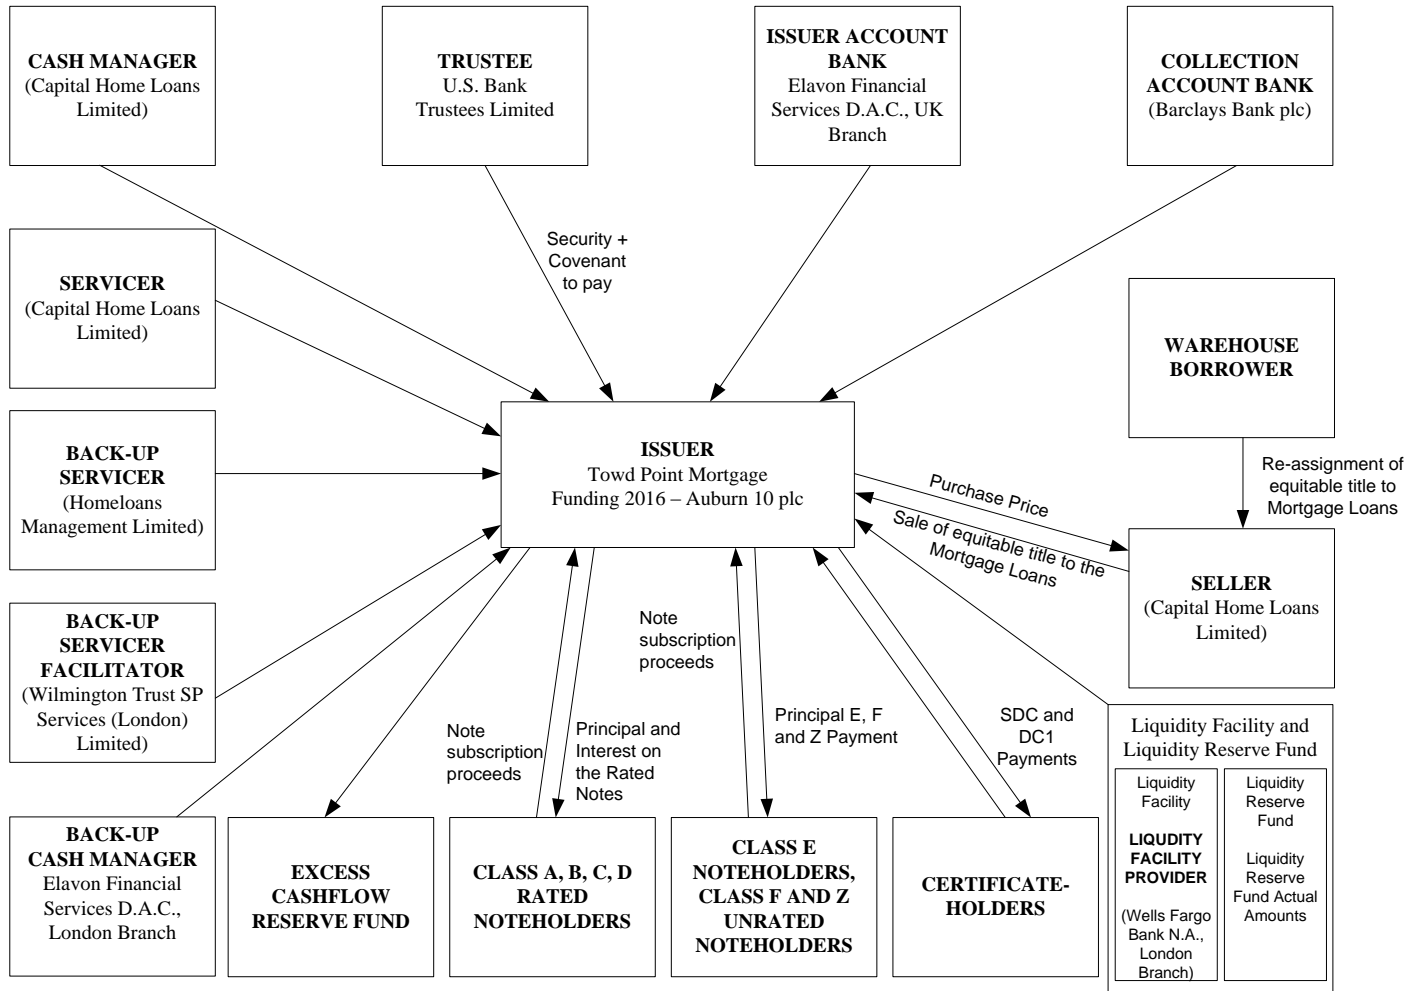 CASH MANAGER
(Capital Home Loans
Limited)
TRUSTEE
U.S. Bank
Trustees Limited
ISSUER ACCOUNT
BANK
Elavon Financial
Services D.A.C., UK
Branch
COLLECTION
ACCOUNT BANK
(Barclays Bank plc)
Security +
Covenant
to pay
SERVICER
(Capital Home Loans
Limited)
WAREHOUSE
BORROWER
BACK-UP
SERVICER
(Homeloans
Management Limited)
ISSUER
Towd Point Mortgage
Funding 2016 – Auburn 10 plc
Re-assignment of
equitable title to
Mortgage Loans
Purchase Price
Sale of equitable title to the
Mortgage Loans
SELLER
(Capital Home Loans
Limited)
BACK-UP
SERVICER
FACILITATOR
(Wilmington Trust SP
Services (London)
Limited)
Note
subscription
proceeds
Principal and
Interest on
the Rated
Notes
Note
subscription
proceeds
Principal E, F
and Z Payment
SDC and
DC1
Payments
Liquidity Facility and
Liquidity Reserve Fund
Liquidity
Facility
LIQUDITY
FACILITY
PROVIDER
(Wells Fargo
Bank N.A.,
London
Branch)
Liquidity
Reserve
Fund
Liquidity
Reserve
Fund Actual
Amounts
BACK-UP
CASH MANAGER
Elavon Financial
Services D.A.C.,
London Branch
EXCESS
CASHFLOW
RESERVE FUND
CLASS A, B, C, D
RATED
NOTEHOLDERS
CLASS E
NOTEHOLDERS,
CLASS F AND Z
UNRATED
NOTEHOLDERS
CERTIFICATE-
HOLDERS